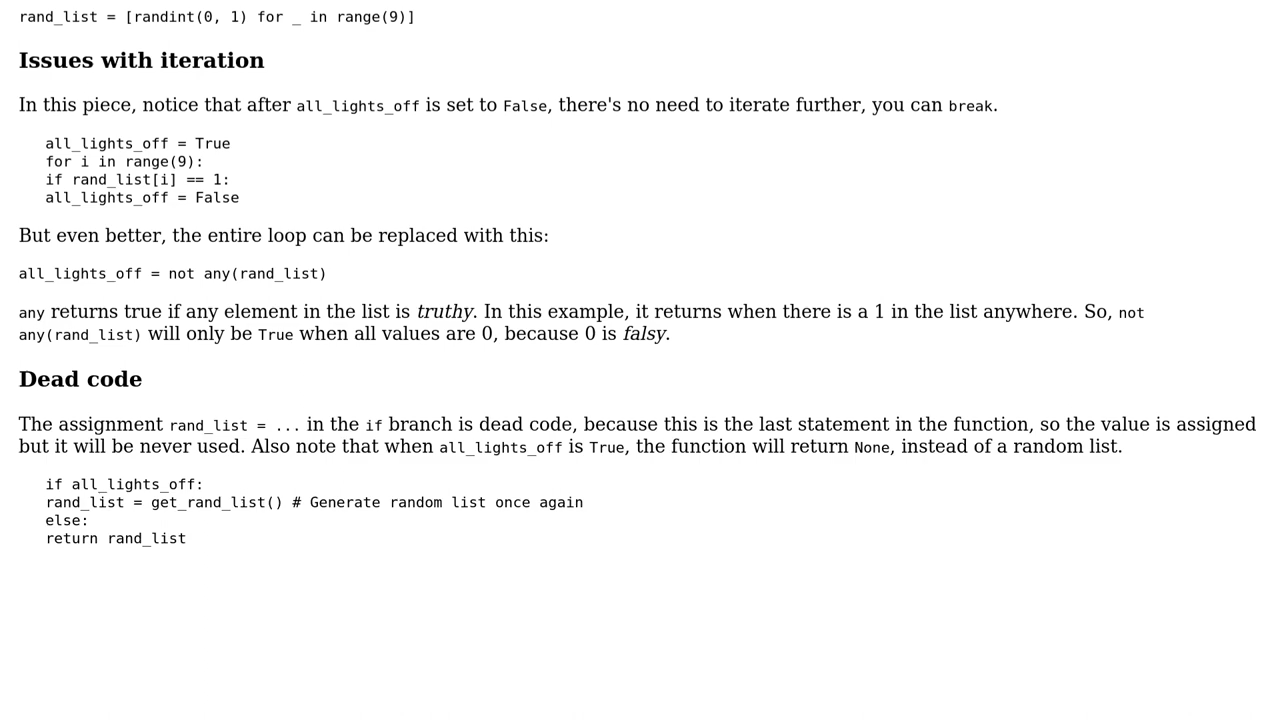 rand_list = [randint(0, 1) for _ in range(9)]
Issues with iteration
In this piece, notice that after all_lights_off is set to False, there's no need to iterate further, you can break.
all_lights_off = True
for i in range(9):
if rand_list[i] == 1:
all_lights_off = False
But even better, the entire loop can be replaced with this:
all_lights_off = not any(rand_list)
any returns true if any element in the list is truthy. In this example, it returns when there is a 1 in the list anywhere. So, not
any(rand_list) will only be True when all values are 0, because 0 is falsy.
Dead code
The assignment rand_list = ... in the if branch is dead code, because this is the last statement in the function, so the value is assigned
but it will be never used. Also note that when all_lights_off is True, the function will return None, instead of a random list.
if all_lights_off:
rand_list = get_rand_list() # Generate random list once again
else:
return rand_list